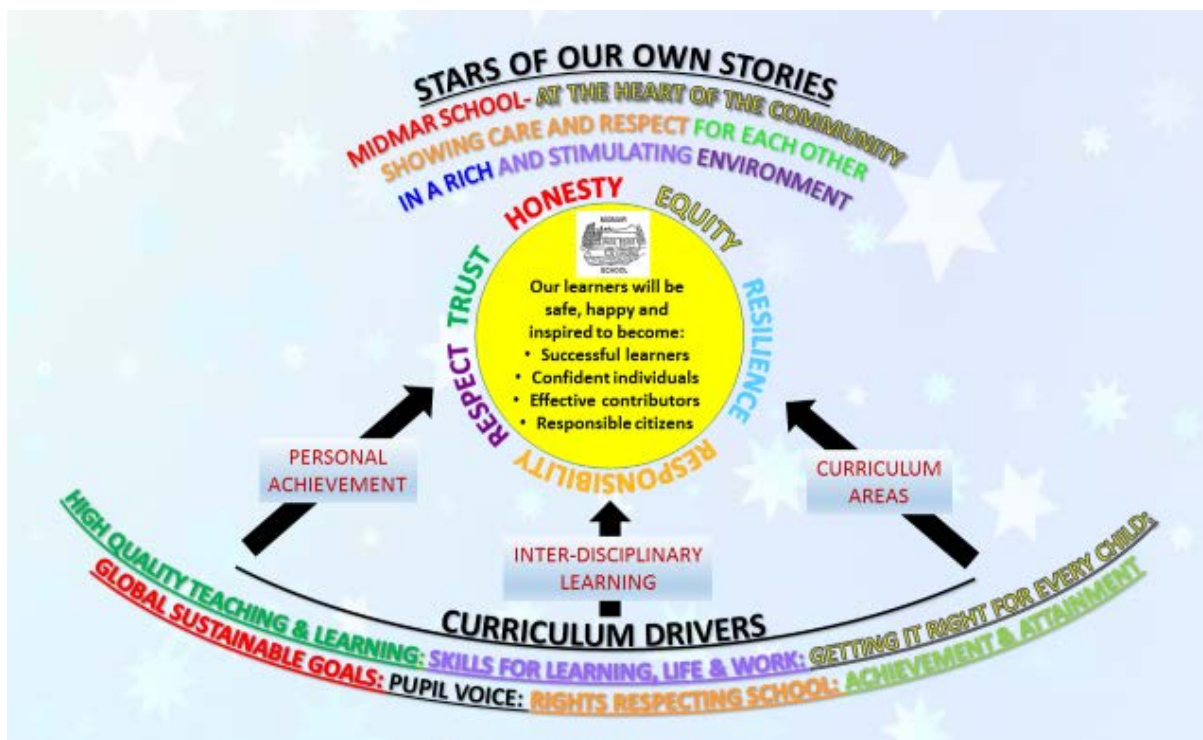 STARS OF OUR OWN STORIES
MIDMAR SCHOOL- AT THE HEART OF THE COMMUNITY
SHOWING CARE AND RESPECT FOR EACH OTHER
IN A RICH AND STIMULATING ENVIRONMENT
HONESTY
EQUITY
RESILIENCE
RESPONSIBILITY
RESPECT
TRUST
MIDMAR
SCHOOL
Our learners will be
safe, happy and
inspired to become:
• Successful learners
• Confident individuals
• Effective contributors
• Responsible citizens
PERSONAL
ACHIEVEMENT
INTER-DISCIPLINARY
LEARNING
CURRICULUM
AREAS
CURRICULUM DRIVERS
HIGH QUALITY TEACHING & LEARNING: SKILLS FOR LEARNING, LIFE & WORK: GETTING IT RIGHT FOR EVERY CHILD:
GLOBAL SUSTAINABLE GOALS: PUPIL VOICE: RIGHTS RESPECTING SCHOOL: ACHIEVEMENT & ATTAINMENT